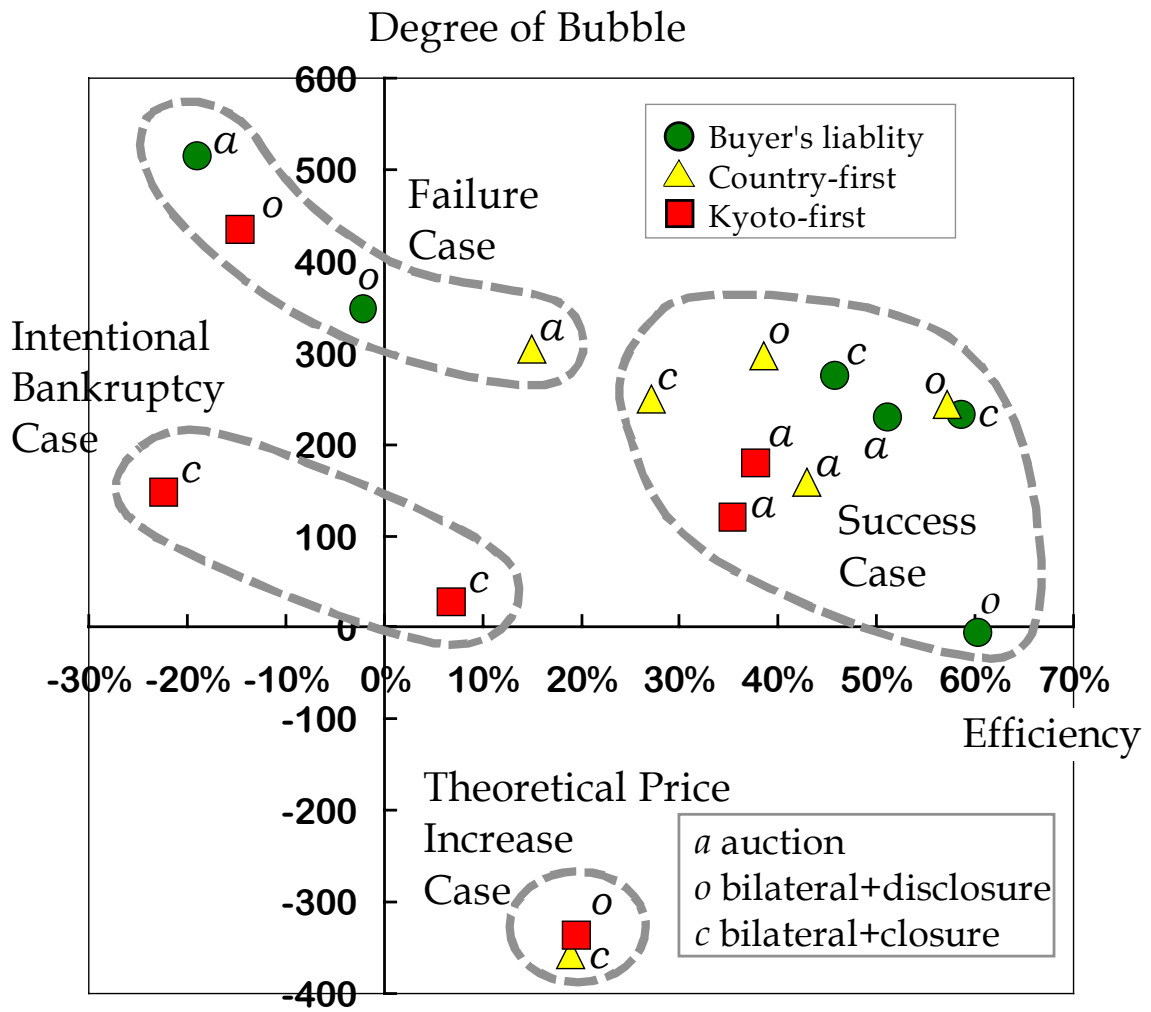 Degree of Bubble
600
500
400
300
200
100
0
-100
-200
-300
-400
-30% -20% -10% 0% 10% 20% 30% 40% 50% 60% 70%
Efficiency
Buyer's liablity
Country-first
Kyoto-first
Failure
Case
a
o
o
a
Intentional
Bankruptcy
Case
c
c
Success
Case
o
c
c
o
c
a
a
a
a
o
Theoretical Price
Increase
Case
o
c
a auction
o bilateral+disclosure
c bilateral+closure